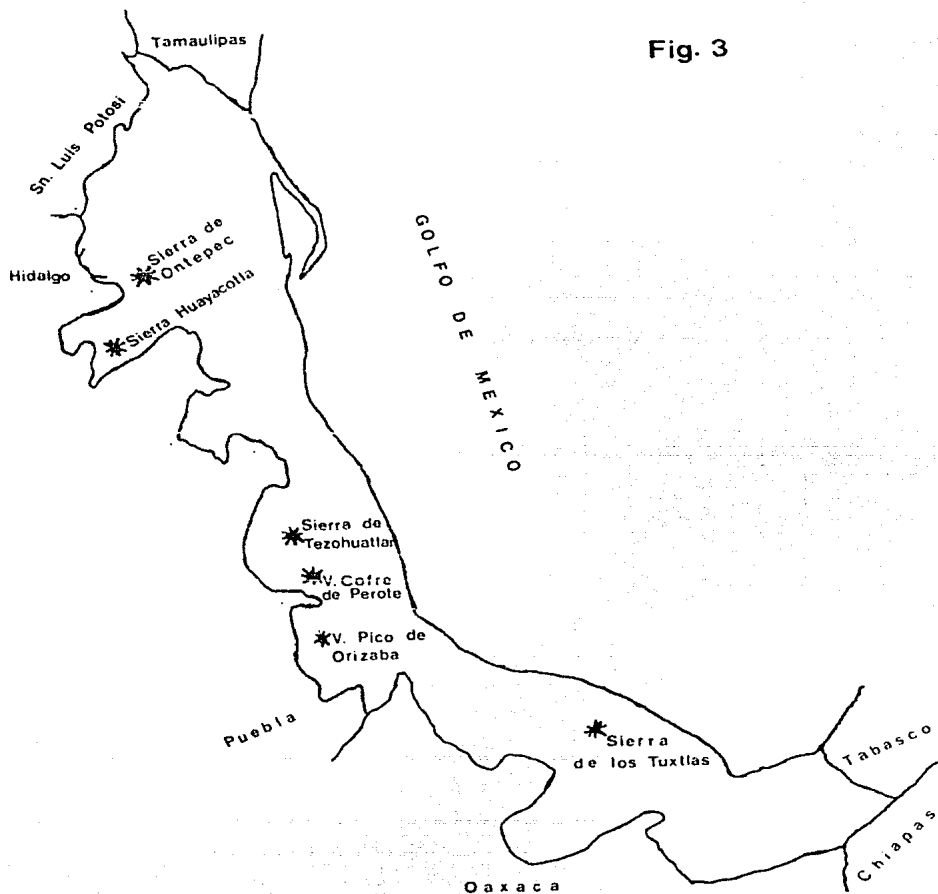 Tamaulipas
Fig. 3
Sn. Luis Potosi
GOLFO DE MEXICO
Sierra de
Ontepec
Hidalgo
Sierra Huayacotla
Sierra de
Tezohuatlan
V. Cofre
de Perote
V. Pico de
Orizaba
Puebla
Sierra
de los Tuxtlas
Tabasco
Chiapas
Oaxaca